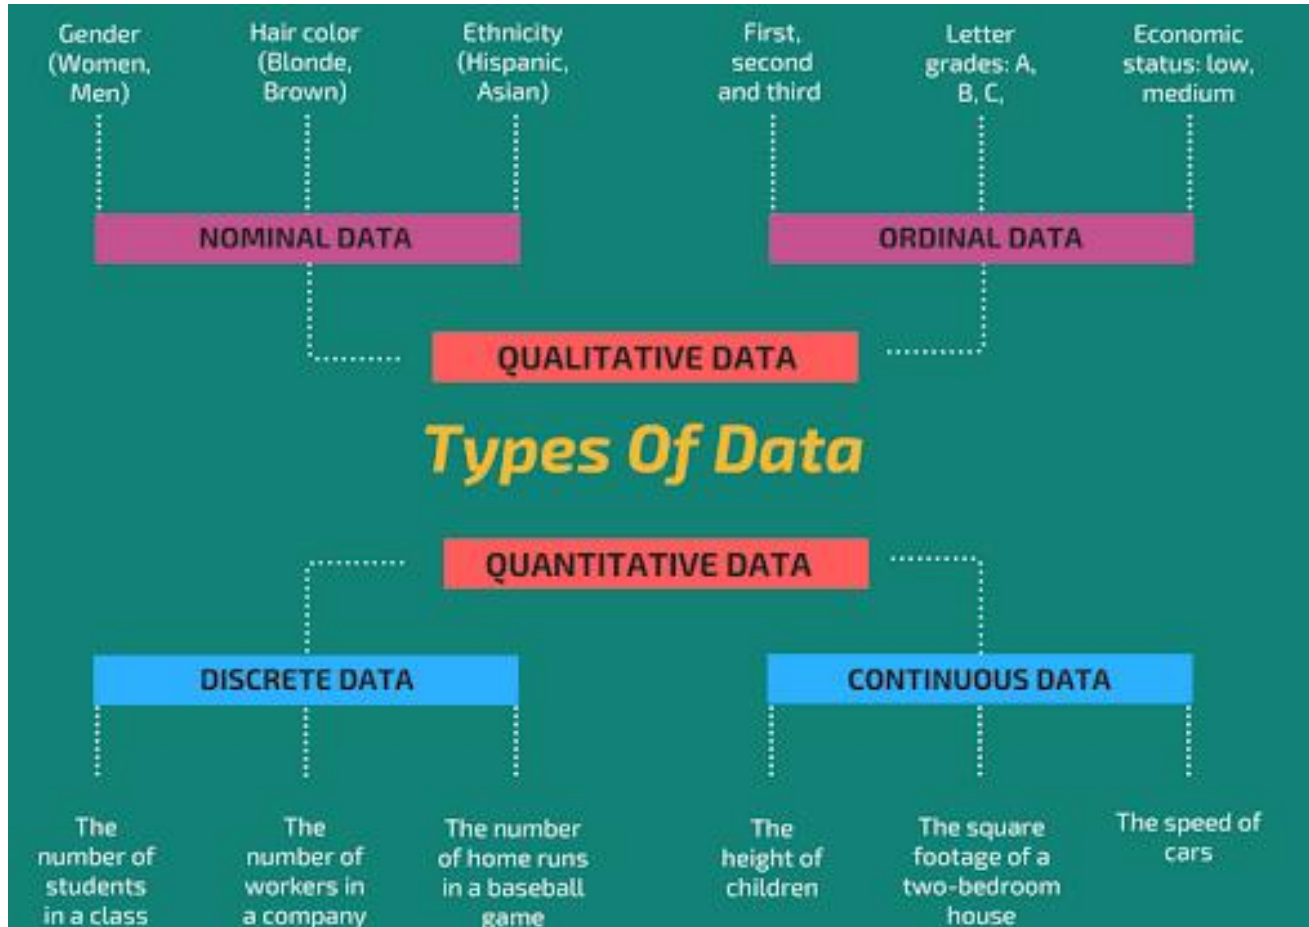 Gender
(Women,
Men)
Hair color
(Blonde,
Brown)
Ethnicity
(Hispanic,
Asian)
First,
second
and third
Letter
grades: A,
B, C,
Economic
status: low,
medium
NOMINAL DATA
ORDINAL DATA
QUALITATIVE DATA
Types Of Data
QUANTITATIVE DATA
DISCRETE DATA
CONTINUOUS DATA
The
number of
students
in a class
The
number of
workers in
a company
The number
of home runs
in a baseball
game
The
height of
children
The square
footage of a
two-bedroom
house
The speed of
cars